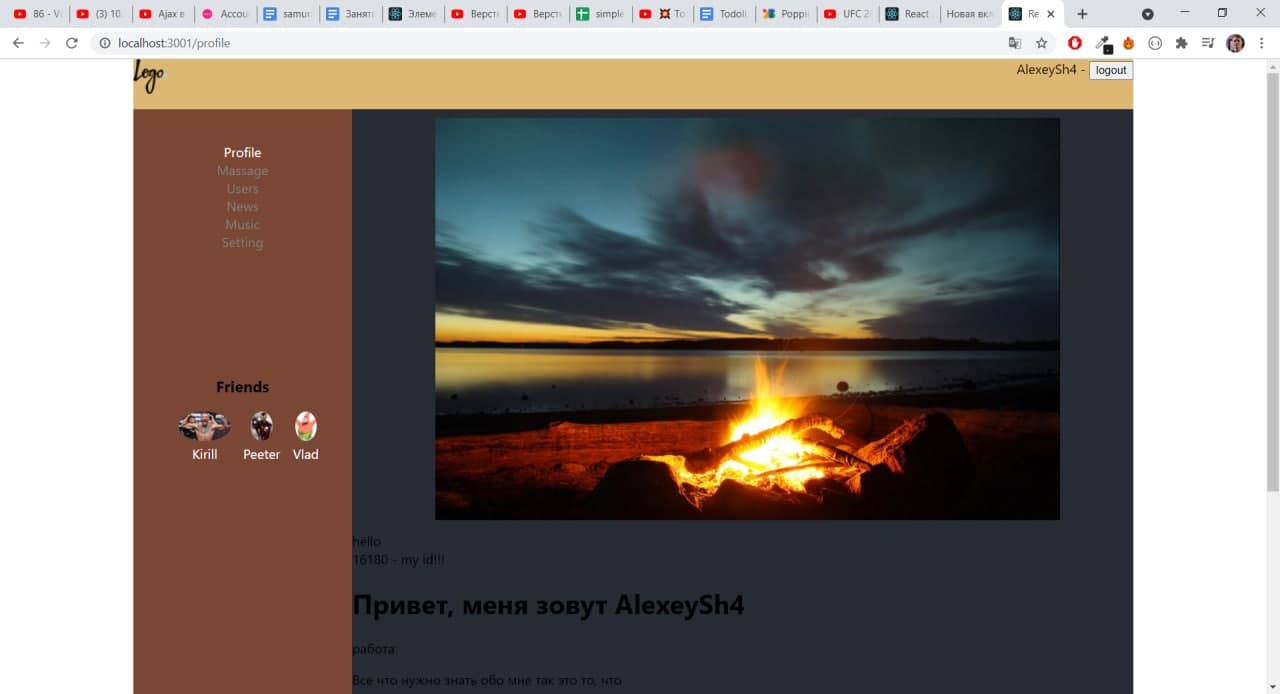 86 - Vi
(3) 10.
Ajax в
Accou
samur
Занят
Элеме
Верст
Верст
simple
То
Todoli
Poppi
UFC 2
React
Новая вкл
Re
localhost:3001/profile
Logo
AlexeySh4 - logout
Profile
Massage
Users
News
Music
Setting
Friends
Kirill Peeter Vlad
hello
16180 - my id!!!
Привет, меня зовут AlexeySh4
работа:
Все что нужно знать обо мне так это то, что